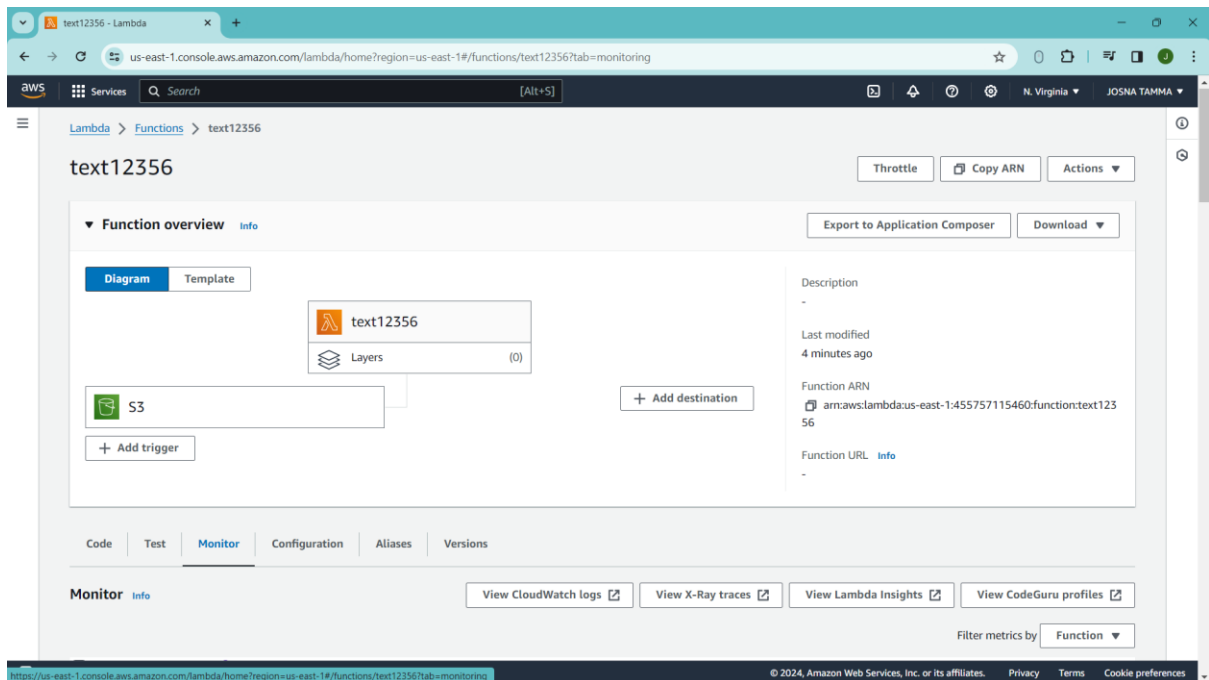 text12356 - Lambda
us-east-1.console.aws.amazon.com/lambda/home?region=us-east-1#/functions/text12356?tab=monitoring
J
aws
Services
Search
[Alt+S]
N. Virginia
JOSNA TAMMA
Lambda > Functions > text12356
text12356
Throttle
Copy ARN
Actions
Function overview Info
Export to Application Composer
Download
Diagram
Template
text12356
Layers (0)
S3
+ Add trigger
+ Add destination
Description
-
Last modified
4 minutes ago
Function ARN
arn:aws:lambda:us-east-1:455757115460:function:text123
56
Function URL Info
-
Code
Test
Monitor
Configuration
Aliases
Versions
Monitor Info
View CloudWatch logs
View X-Ray traces
View Lambda Insights
View CodeGuru profiles
Filter metrics by
Function
https://us-east-1.console.aws.amazon.com/lambda/home?region=us-east-1#/functions/text12356?tab=monitoring
© 2024, Amazon Web Services, Inc. or its affiliates.
Privacy
Terms
Cookie preferences